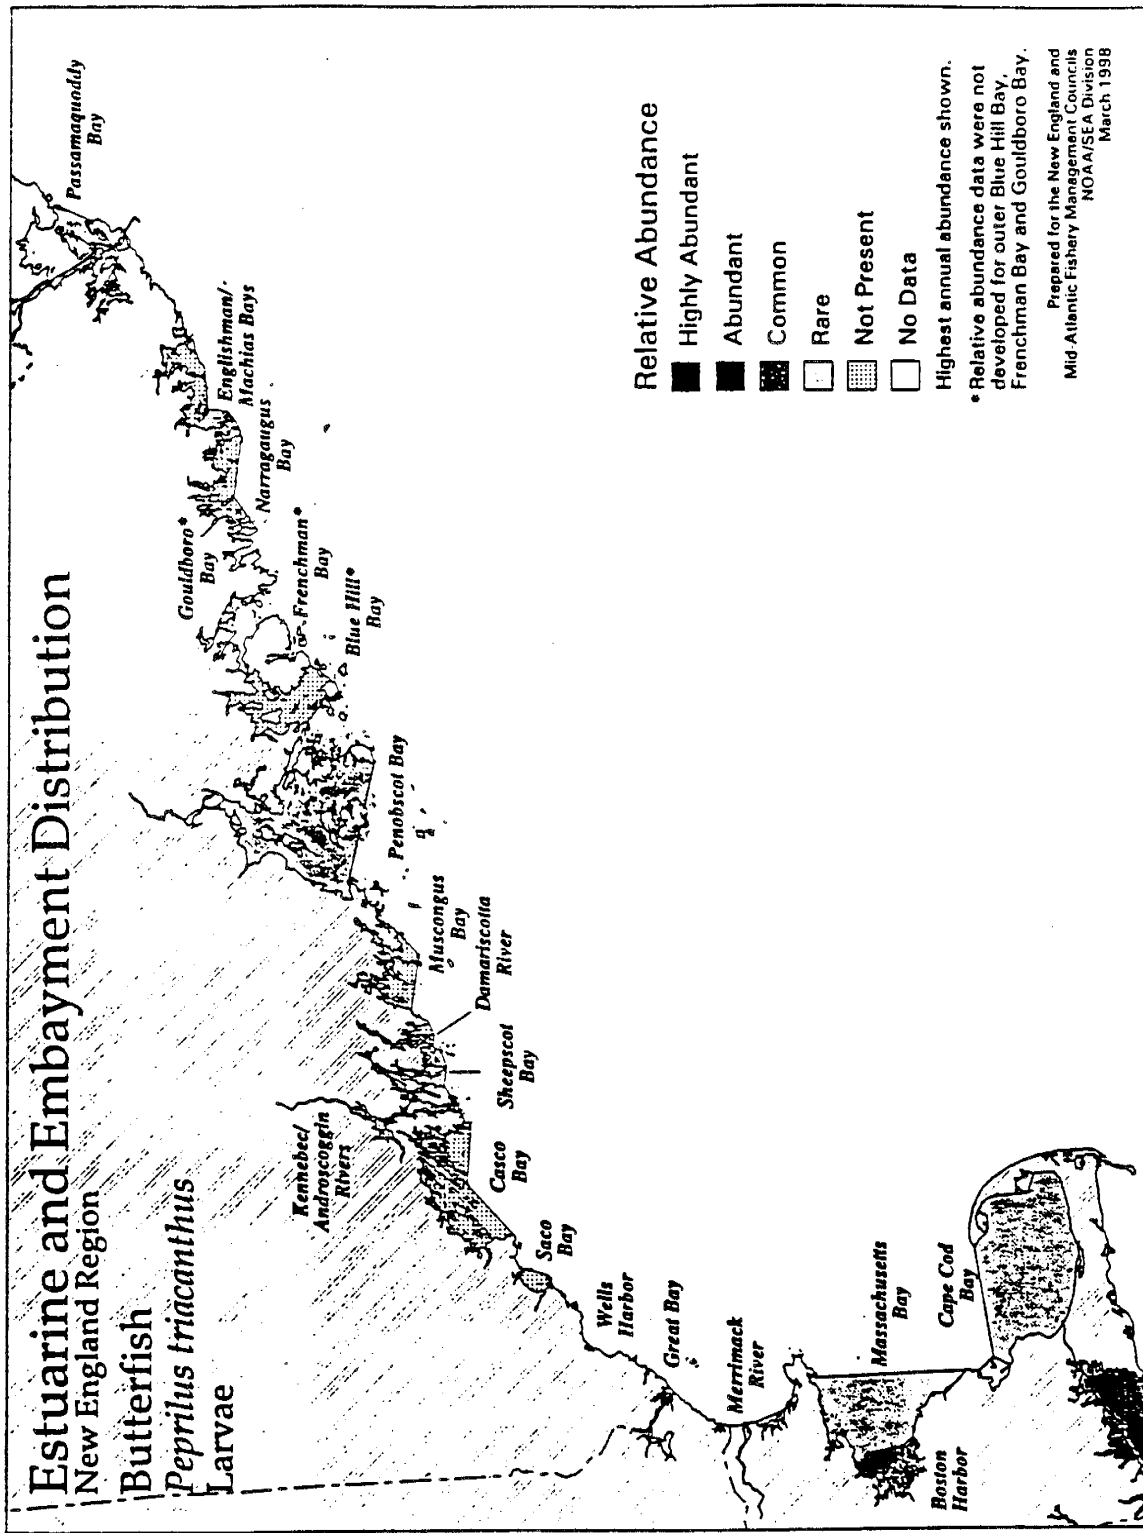 Estuarine and Embayment Distribution
New England Region
Butterfish
Peprilus triacanthus
Larvae
Passamaquoddy
Bay
Englishman/
Machias Bays
Narragaugus
Bay
Gouldboro*
Bay
Frenchman*
Bay
Blue Hill*
Bay
Penobscot Bay
Muscongus
Bay
Damariscotta
River
Sheepscot
Bay
Kennebec/
Androscoggin
Rivers
Casco
Bay
Saco
Bay
Wells
Harbor
Great Bay
Merrimack
River
Massachusetts
Bay
Cape Cod
Bay
Boston
Harbor
Relative Abundance
Highly Abundant
Abundant
Common
Rare
Not Present
No Data
Highest annual abundance shown.
* Relative abundance data were not
developed for outer Blue Hill Bay,
Frenchman Bay and Gouldboro Bay.
Prepared for the New England and
Mid-Atlantic Fishery Management Councils
NOAA/SEA Division
March 1998